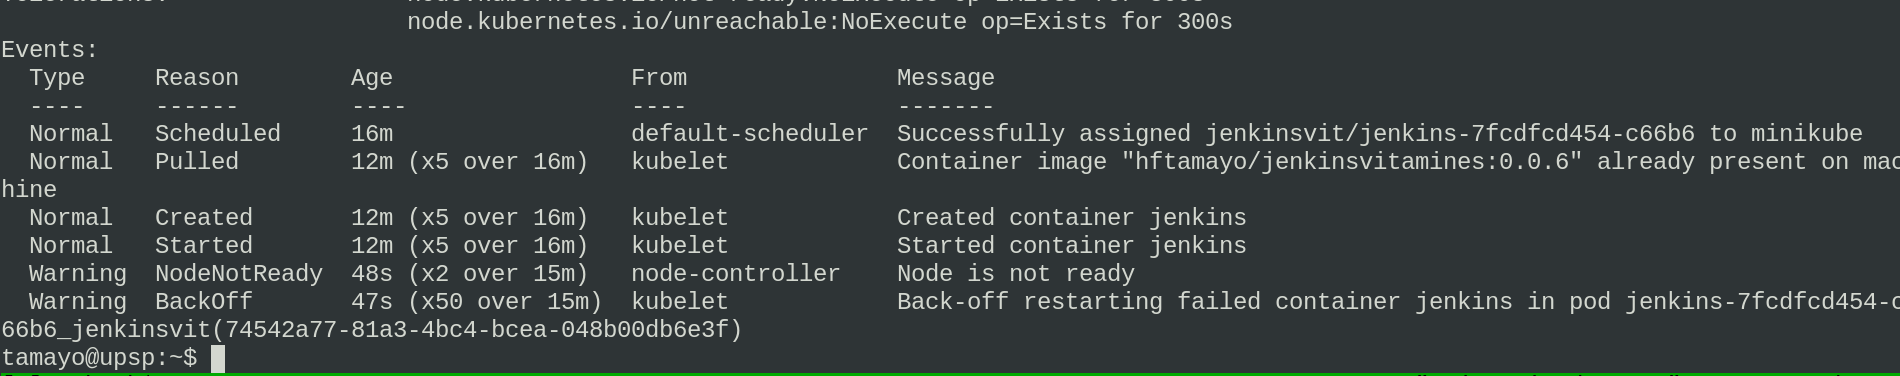 node.kubernetes.io/unreachable:NoExecute op=Exists for 300s
Events:
  Type     Reason        Age                 From               Message
  ----     ------        ----                ----               -------
  Normal   Scheduled     16m                 default-scheduler  Successfully assigned jenkinsvit/jenkins-7fcdfcd454-c66b6 to minikube
  Normal   Pulled        12m (x5 over 16m)   kubelet            Container image "hftamayo/jenkinsvitamines:0.0.6" already present on mac
hine
  Normal   Created       12m (x5 over 16m)   kubelet            Created container jenkins
  Normal   Started       12m (x5 over 16m)   kubelet            Started container jenkins
  Warning  NodeNotReady  48s (x2 over 15m)   node-controller    Node is not ready
  Warning  BackOff       47s (x50 over 15m)  kubelet            Back-off restarting failed container jenkins in pod jenkins-7fcdfcd454-c
66b6_jenkinsvit(74542a77-81a3-4bc4-bcea-048b00db6e3f)
tamayo@upsp:~$